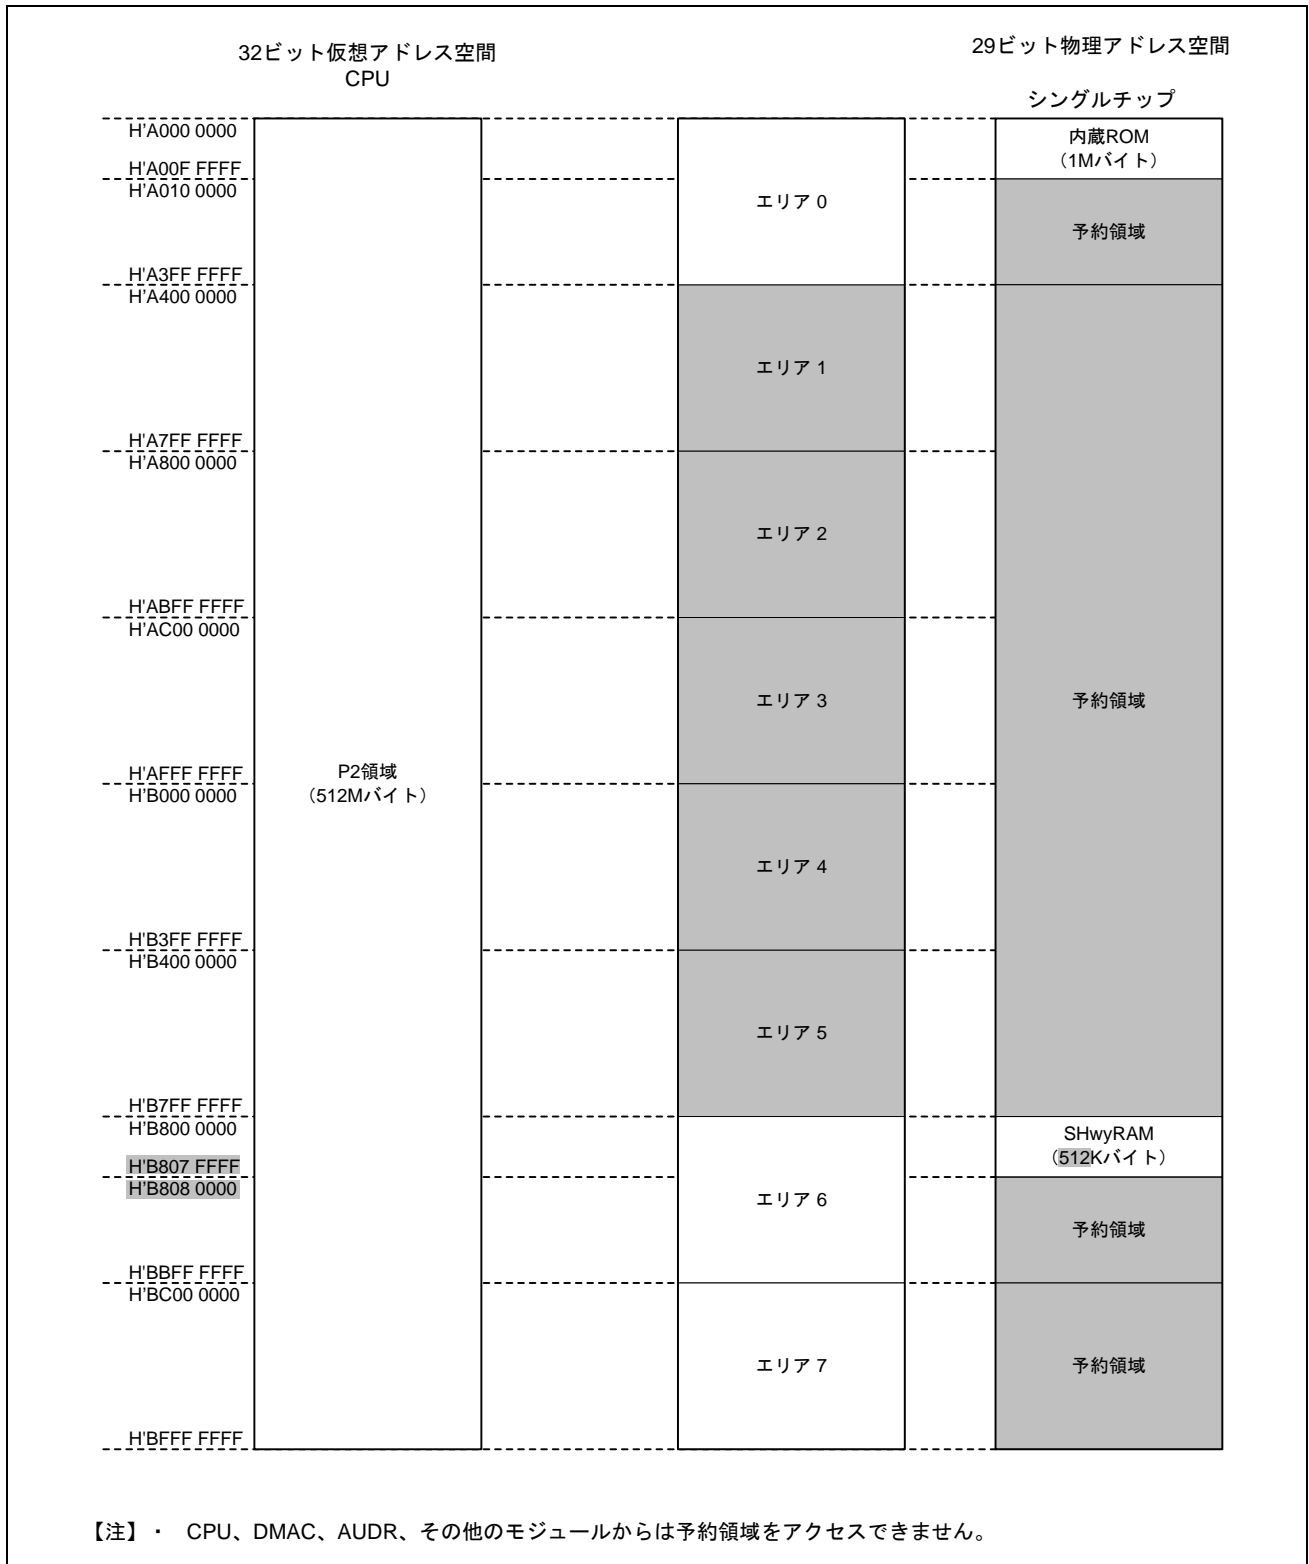 32ビット仮想アドレス空間
CPU
29ビット物理アドレス空間
シングルチップ
H'A000 0000
内蔵ROM
（1Mバイト）
H'A00F FFFF
H'A010 0000
エリア 0
予約領域
H'A3FF FFFF
H'A400 0000
エリア 1
H'A7FF FFFF
H'A800 0000
エリア 2
H'ABFF FFFF
H'AC00 0000
エリア 3
予約領域
H'AFFF FFFF
H'B000 0000
P2領域
（512Mバイト）
エリア 4
H'B3FF FFFF
H'B400 0000
エリア 5
H'B7FF FFFF
H'B800 0000
SHwyRAM
（512Kバイト）
H'B807 FFFF
H'B808 0000
エリア 6
予約領域
H'BBFF FFFF
H'BC00 0000
エリア 7
予約領域
H'BFFF FFFF
【注】・ CPU、DMAC、AUDR、その他のモジュールからは予約領域をアクセスできません。